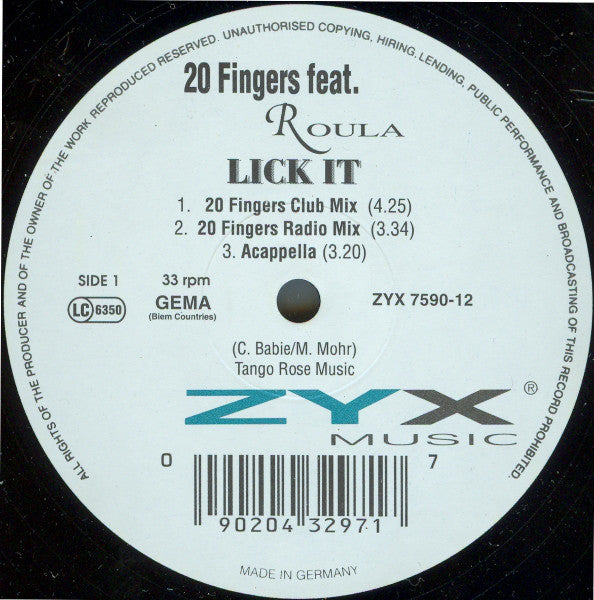 ALL RIGHTS OF THE PRODUCER AND OF THE OWNER OF THE WORK REPRODUCED RESERVED. UNAUTHORISED COPYING, HIRING, LENDING, PUBLIC PERFORMANCE AND BROADCASTING OF THIS RECORD PROHIBITED.
20 Fingers feat.
ROULA
LICK IT
1. 20 Fingers Club Mix (4.25)
2. 20 Fingers Radio Mix (3.34)
3. Acappella (3.20)
SIDE 1 33 rpm
LC 6350 GEMA ZYX 7590-12
(Biem Countries)
(C. Babie/M. Mohr)
Tango Rose Music
ZYX ®
MUSIC
0 7
90204 32971
MADE IN GERMANY